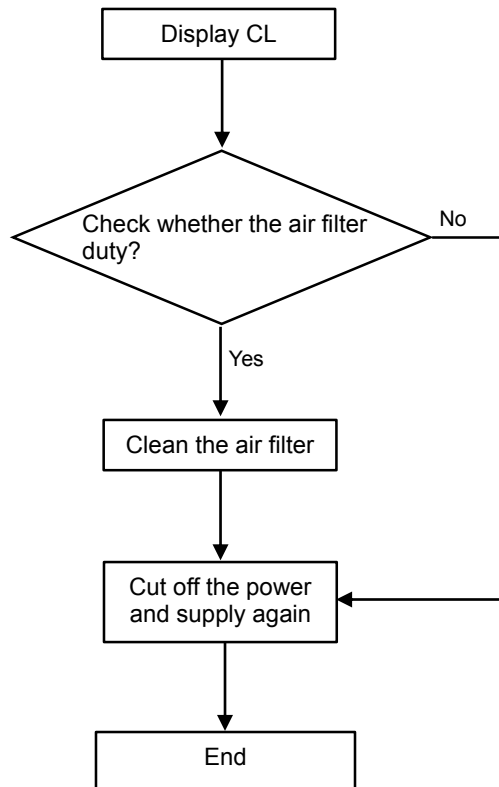 Display CL
Check whether the air filter
duty?
No
Yes
Clean the air filter
Cut off the power
and supply again
End